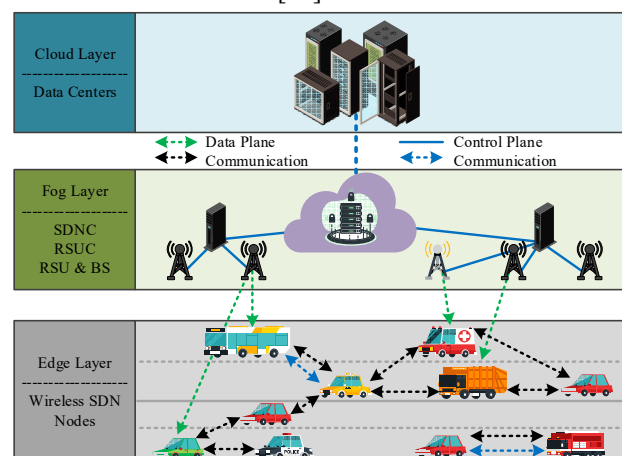 Cloud Layer
--------------------
Data Centers
Data Plane
Communication
Control Plane
Communication
Fog Layer
--------------------
SDNC
RSUC
RSU & BS
Edge Layer
--------------------
Wireless SDN
Nodes
POLICE